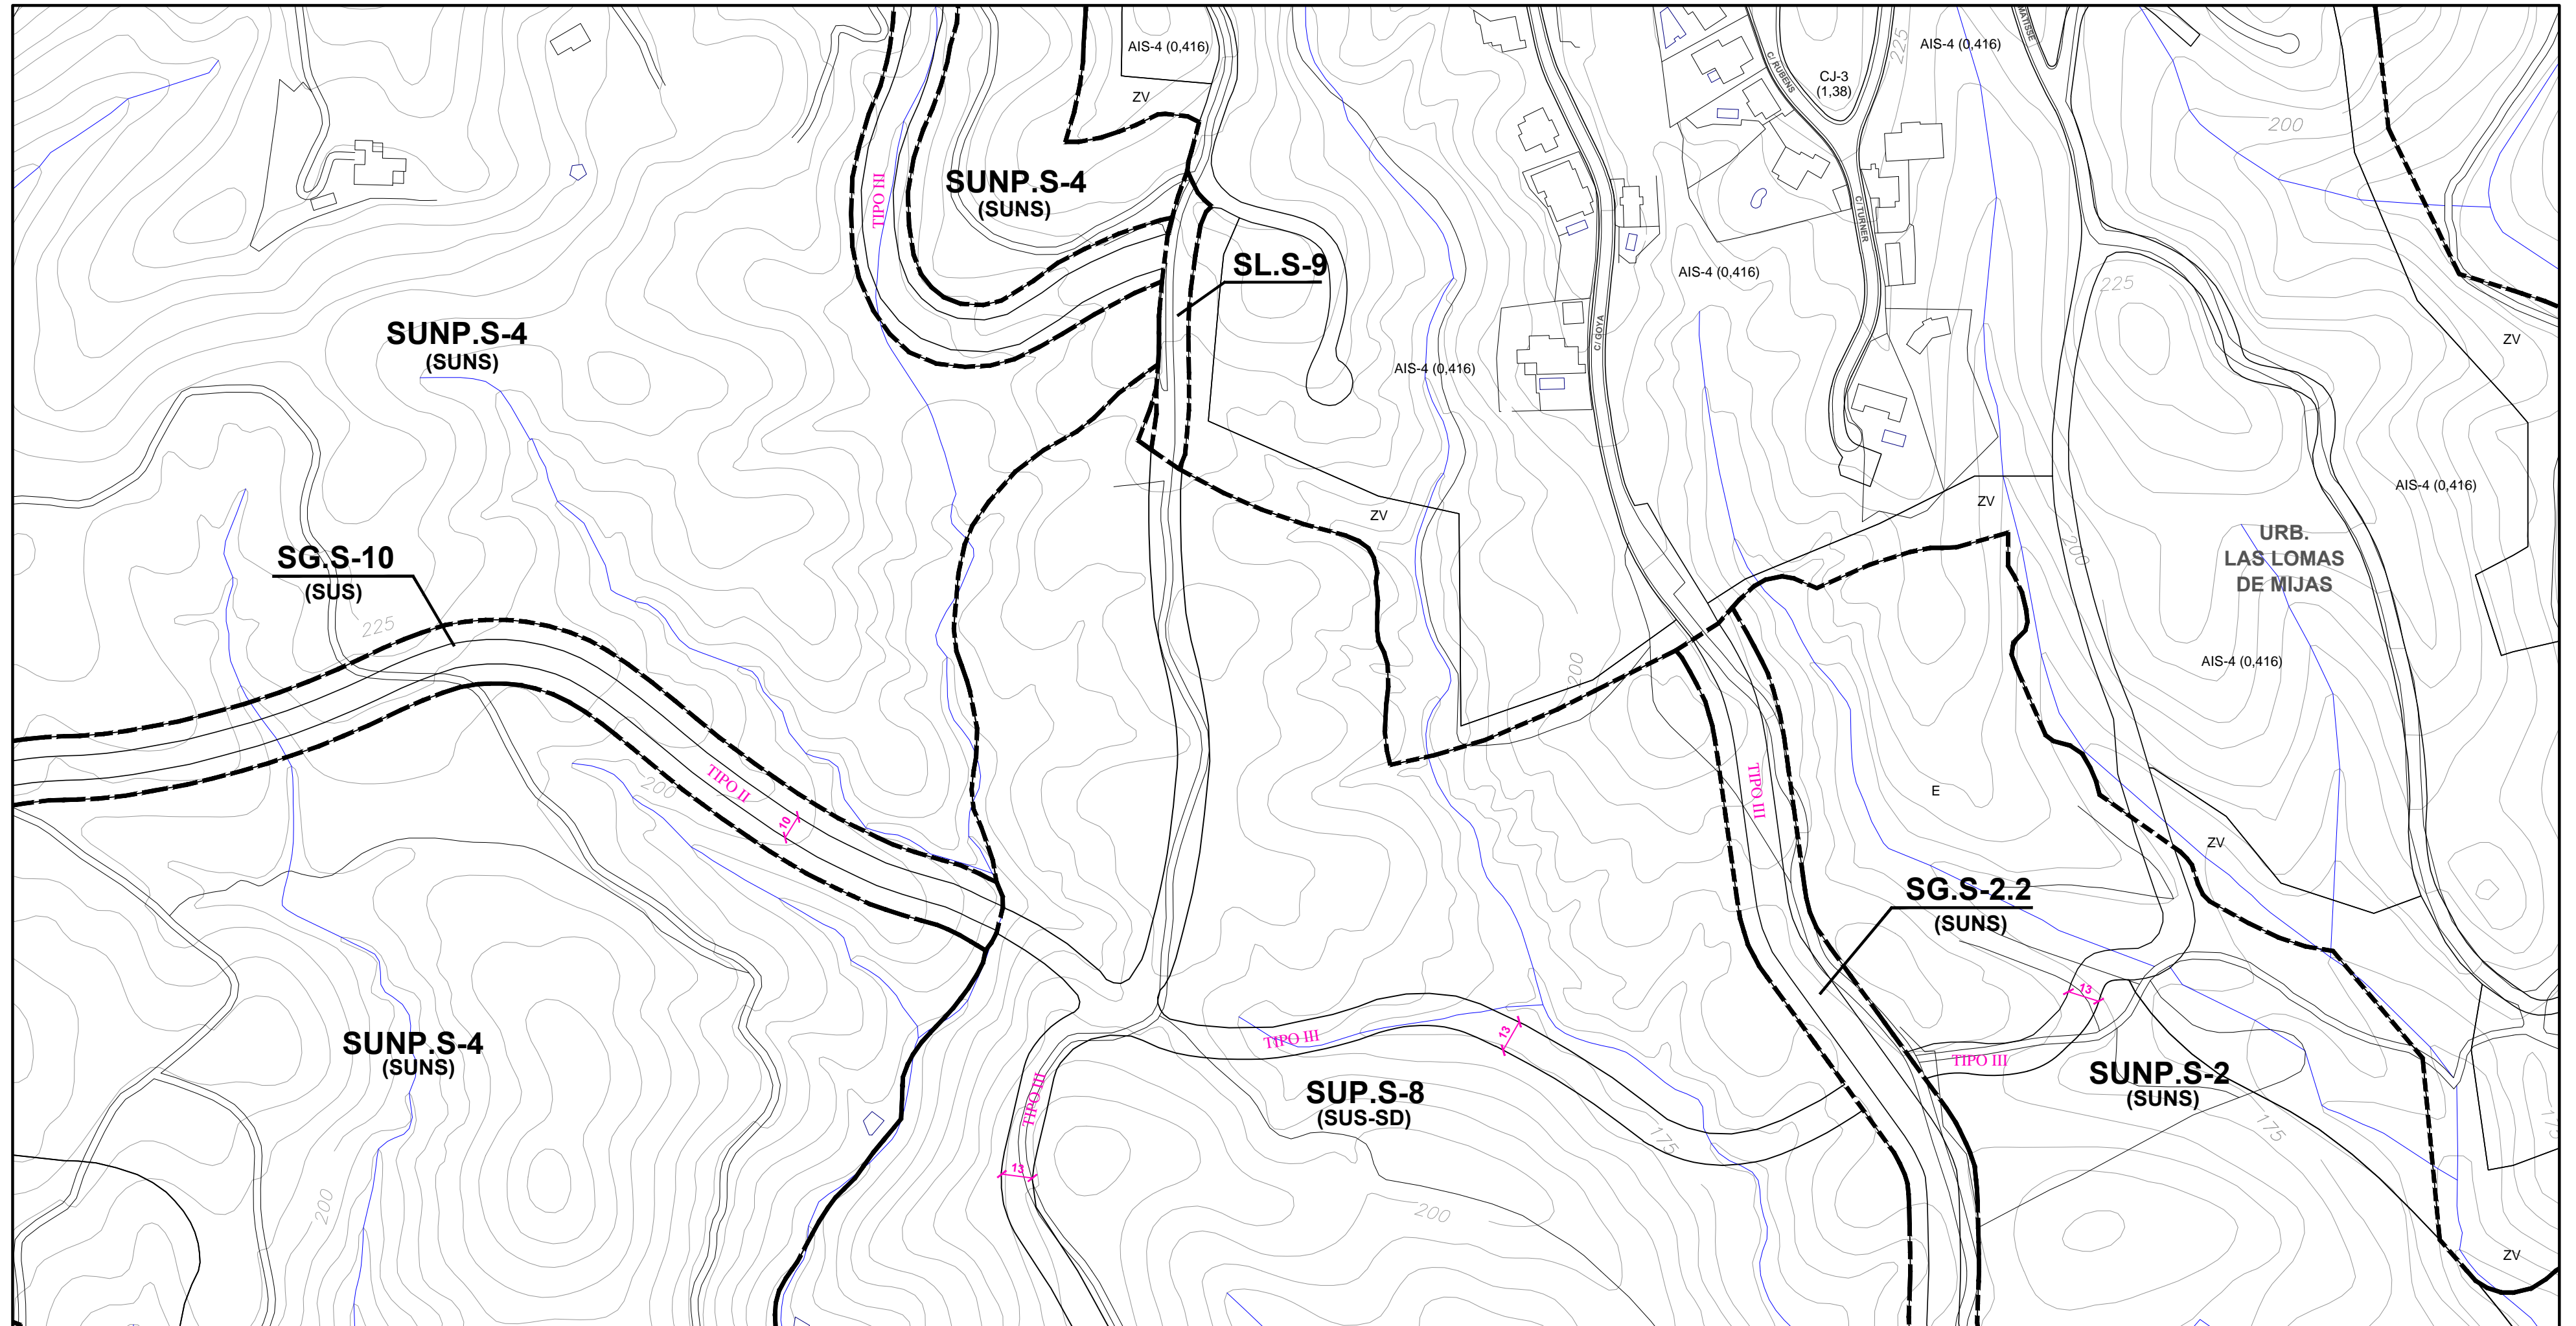 AIS-4 (0,416)
ZV
C/ RUBENS
CJ-3
(1,38)
225
AIS-4 (0,416)
MATISSE
200
TIPO III
SUNP.S-4
(SUNS)
C/ TURNER
SL.S-9
AIS-4 (0,416)
225
ZV
SUNP.S-4
(SUNS)
C/ GOYA
AIS-4 (0,416)
AIS-4 (0,416)
ZV
ZV
URB.
LAS LOMAS
DE MIJAS
200
SG.S-10
(SUS)
225
200
AIS-4 (0,416)
TIPO II
200
10
TIPO III
E
ZV
SG.S-2.2
(SUNS)
13
TIPO III
13
TIPO III
SUNP.S-4
(SUNS)
TIPO III
SUP.S-8
(SUS-SD)
SUNP.S-2
(SUNS)
175
175
175
13
200
200
ZV